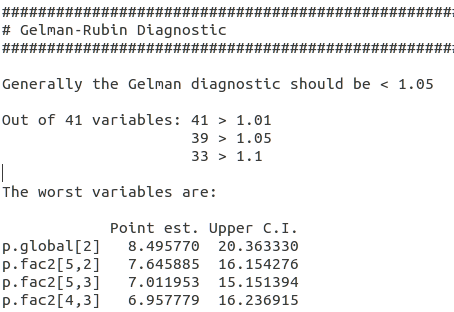 ##################################################
# Gelman-Rubin Diagnostic
##################################################
Generally the Gelman diagnostic should be < 1.05
Out of 41 variables: 41 > 1.01
39 > 1.05
33 > 1.1
The worst variables are:
Point est. Upper C.I.
p.global[2] 8.495770 20.363330
p.fac2[5,2] 7.645885 16.154276
p.fac2[5,3] 7.011953 15.151394
p.fac2[4,3] 6.957779 16.236915